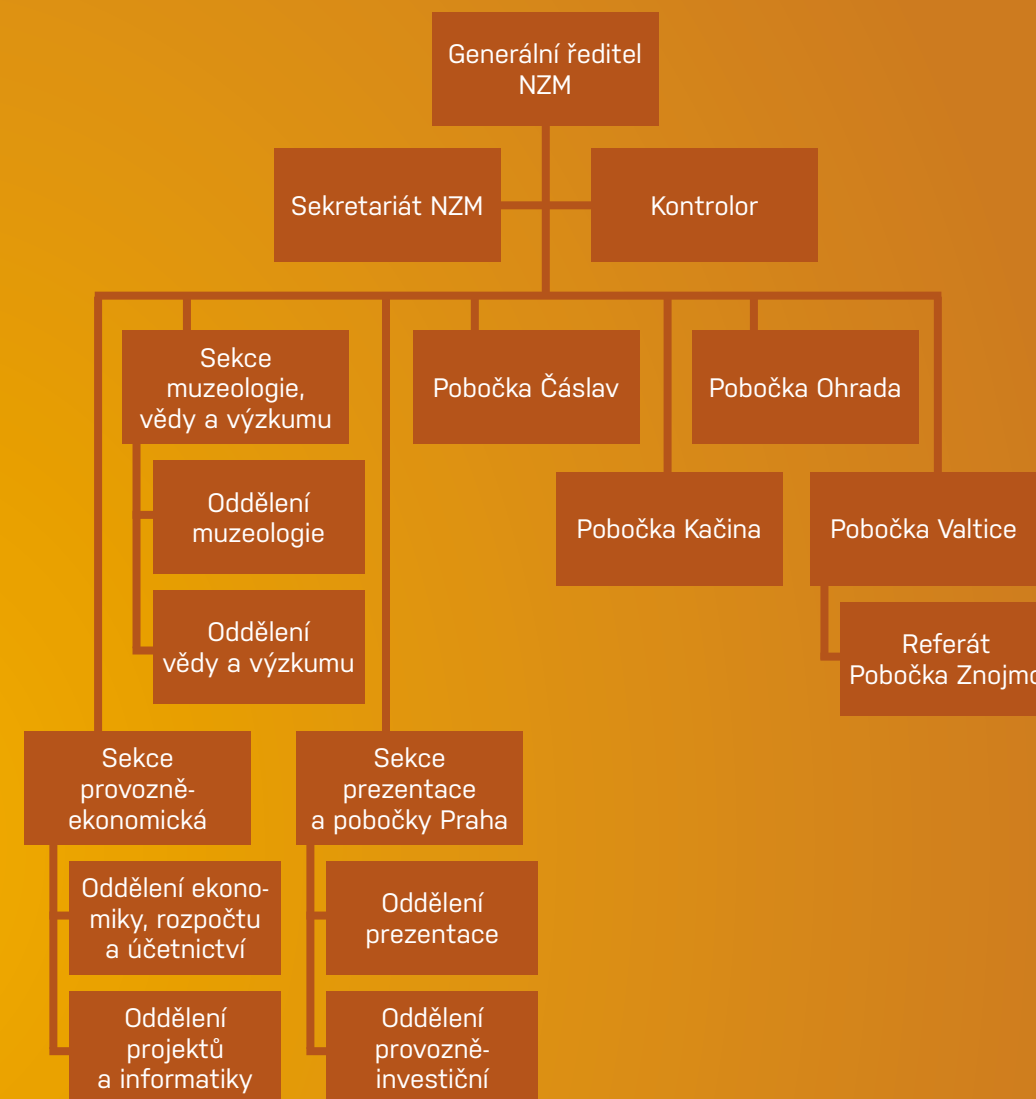 Generální ředitel
NZM
Sekretariát NZM
Kontrolor
Sekce
muzeologie,
vědy a výzkumu
Pobočka Čáslav
Pobočka Ohrada
Oddělení
muzeologie
Pobočka Kačina
Pobočka Valtice
Oddělení
vědy a výzkumu
Referát
Pobočka Znojmo
Sekce
provozně-
ekonomická
Sekce
prezentace
a pobočky Praha
Oddělení ekono-
miky, rozpočtu
a účetnictví
Oddělení
prezentace
Oddělení
projektů
a informatiky
Oddělení
provozně-
investiční